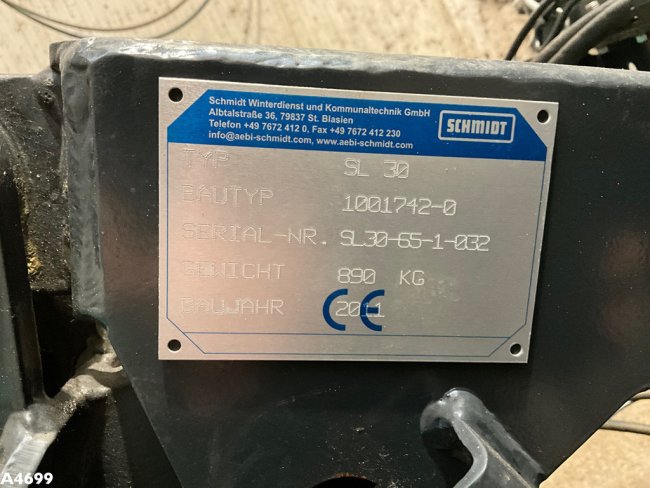 Schmidt Winterdienst und Kommunaltechnik GmbH
Albtalstraße 36, 79837 St. Blasien
Telefon +49 7672 412 0, Fax +49 7672 412 230
info@aebi-schmidt.com, www.aebi-schmidt.com
SCHMIDT
TYP SL 30
BAUTYP 1001742-0
SERIAL-NR. SL30-65-1-032
GEWICHT 890 KG
BAUJAHR 2011
CE
A4699